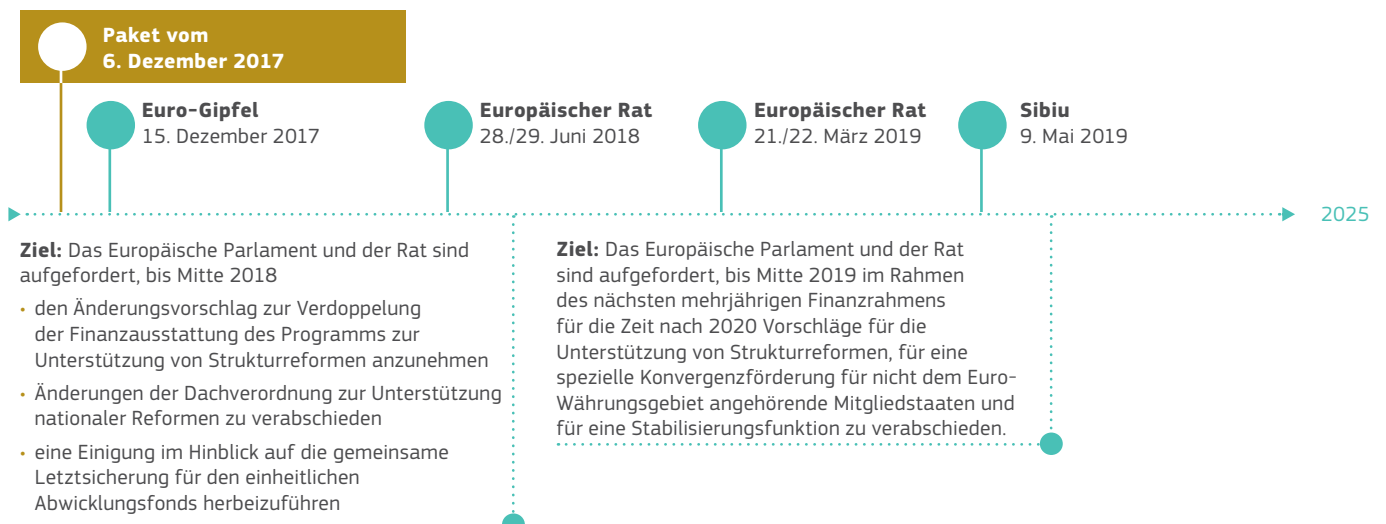 Paket vom
6. Dezember 2017
Euro-Gipfel
15. Dezember 2017
Europäischer Rat
28./29. Juni 2018
Europäischer Rat
21./22. März 2019
Sibiu
9. Mai 2019
2025
Ziel: Das Europäische Parlament und der Rat sind
aufgefordert, bis Mitte 2018
• den Änderungsvorschlag zur Verdoppelung
der Finanzausstattung des Programms zur
Unterstützung von Strukturreformen anzunehmen
• Änderungen der Dachverordnung zur Unterstützung
nationaler Reformen zu verabschieden
• eine Einigung im Hinblick auf die gemeinsame
Letztsicherung für den einheitlichen
Abwicklungsfonds herbeizuführen
Ziel: Das Europäische Parlament und der Rat
sind aufgefordert, bis Mitte 2019 im Rahmen
des nächsten mehrjährigen Finanzrahmens
für die Zeit nach 2020 Vorschläge für die
Unterstützung von Strukturreformen, für eine
spezielle Konvergenzförderung für nicht dem Euro-
Währungsgebiet angehörende Mitgliedstaaten und
für eine Stabilisierungsfunktion zu verabschieden.